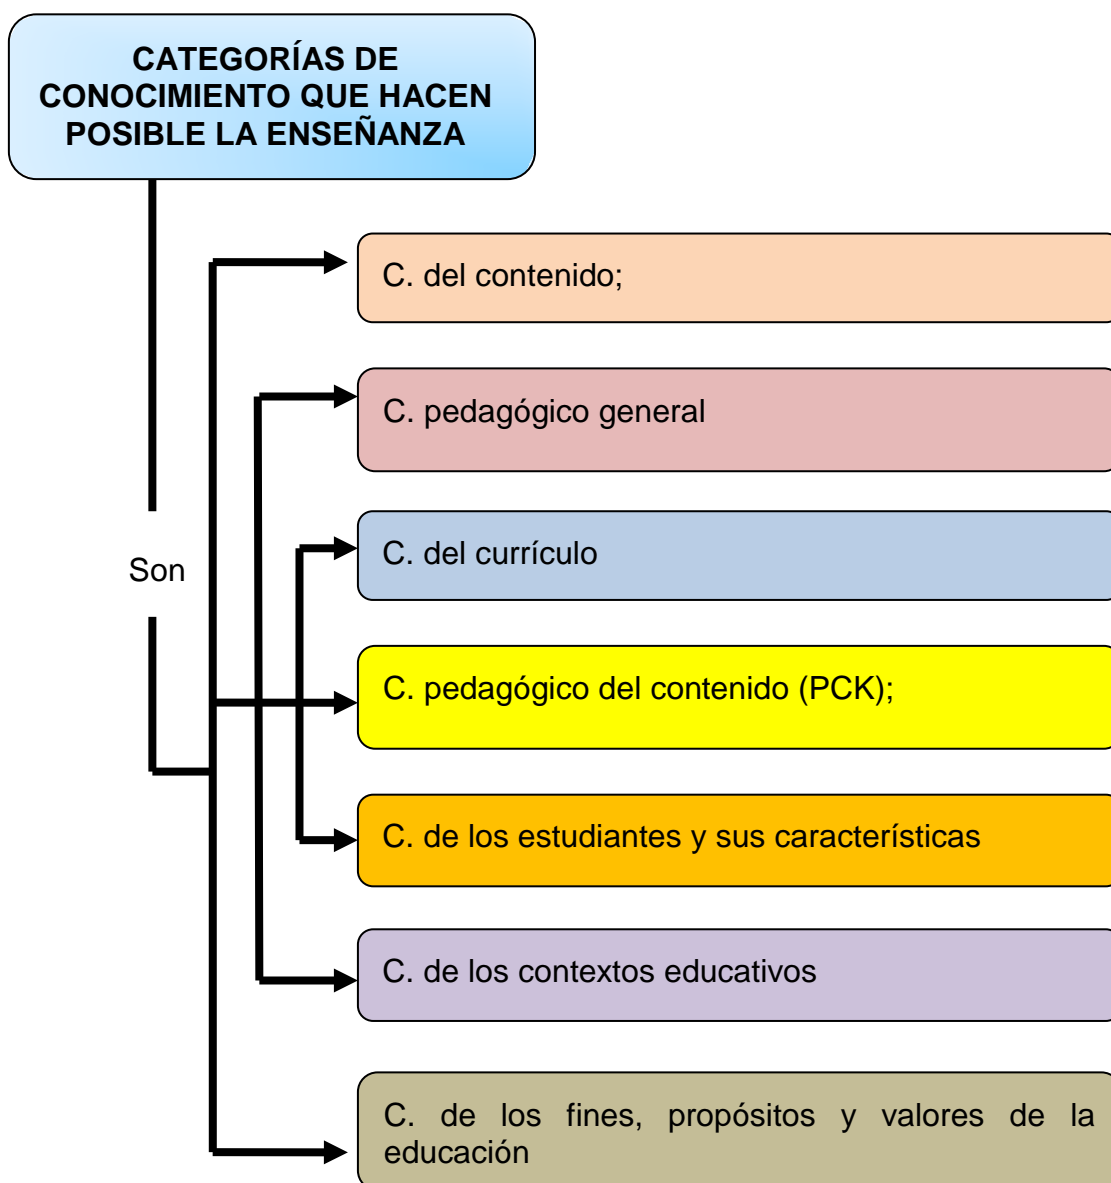 CATEGORÍAS DE
CONOCIMIENTO QUE HACEN
POSIBLE LA ENSEÑANZA
C. del contenido;
C. pedagógico general
C. del currículo
Son
C. pedagógico del contenido (PCK);
C. de los estudiantes y sus características
C. de los contextos educativos
C. de los fines, propósitos y valores de la
educación